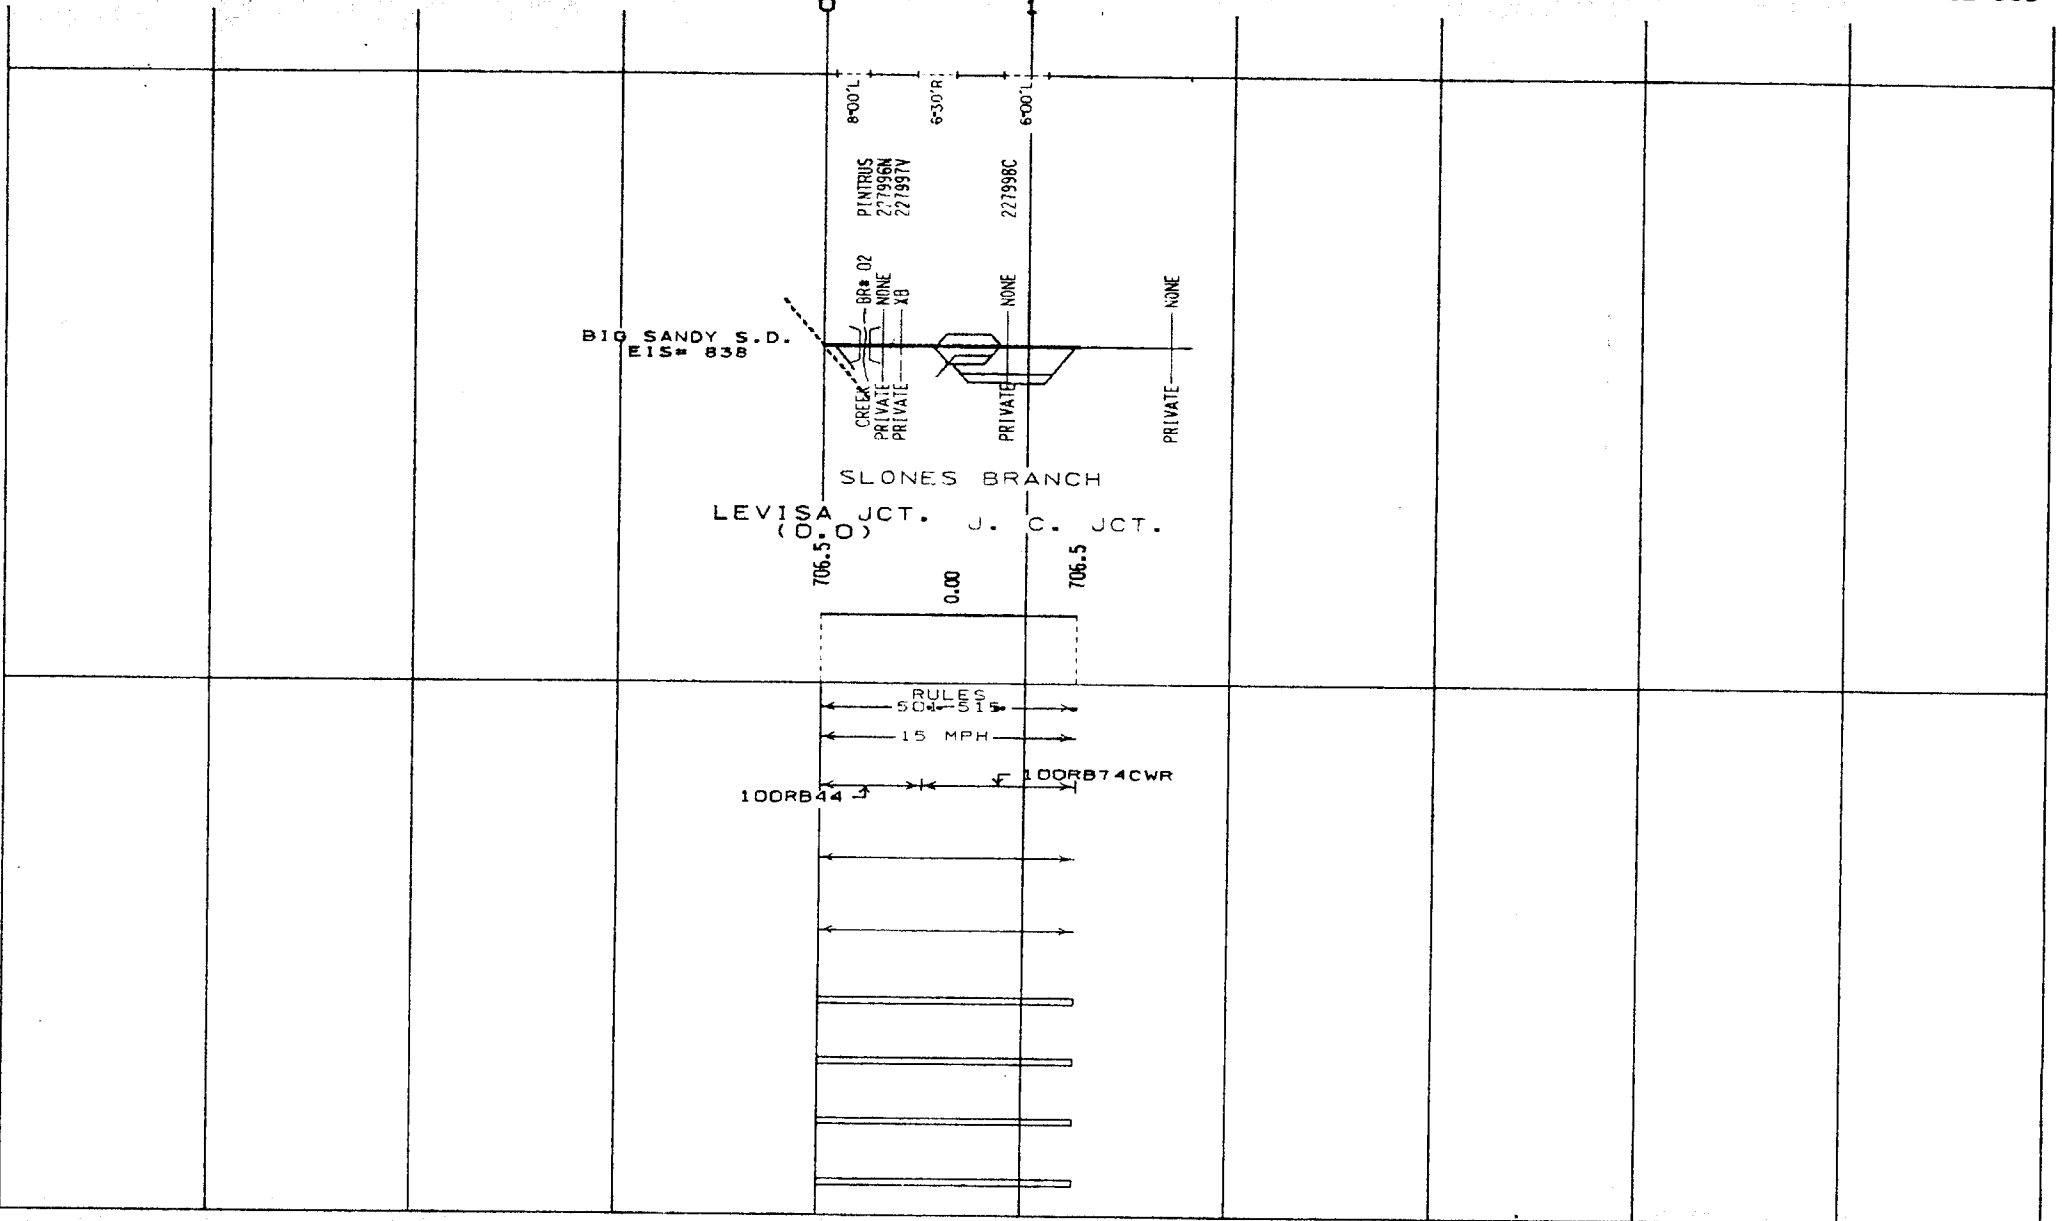 0 1
8-00'L 6-30'R 6-00'L
PINTRUS
227996N
227997V
227998C
BR# 02
NONE
XB
NONE
NONE
BIG SANDY S.D.
EIS# 838
CREEK
PRIVATE
PRIVATE
PRIVATE
PRIVATE
SLONES BRANCH
LEVISA JCT. J. C. JCT.
(0.0)
706.5 0.00 706.5
RULES
501-515
15 MPH
100RB74CWR
100RB44